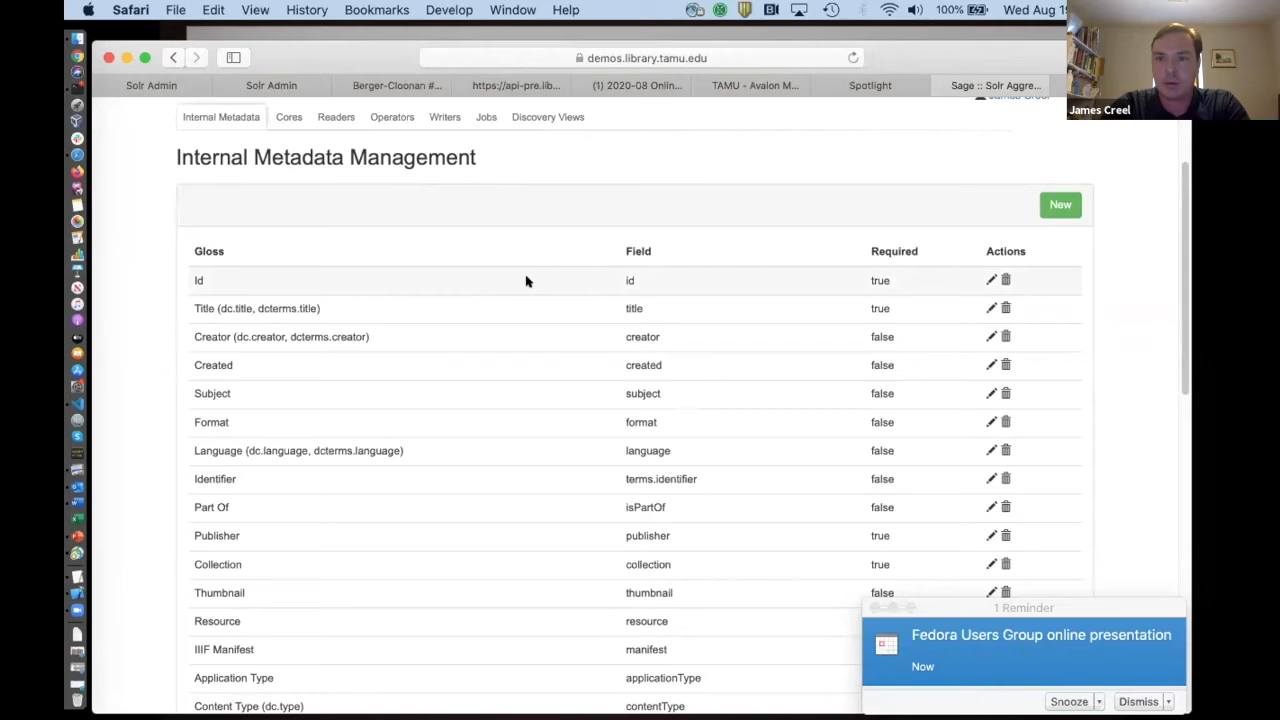 Safari File Edit View History Bookmarks Develop Window Help 100% Wed Aug 19
demos.library.tamu.edu
Solr Admin Solr Admin Berger-Cloonan #... https://api-pre.lib... (1) 2020-08 Onlin... TAMU - Avalon M... Spotlight Sage :: Solr Aggre...
James Creel
James Creel
Internal Metadata Cores Readers Operators Writers Jobs Discovery Views
Internal Metadata Management
New
Gloss Field Required Actions
Id id true
Title (dc.title, dcterms.title) title true
Creator (dc.creator, dcterms.creator) creator false
Created created false
Subject subject false
Format format false
Language (dc.language, dcterms.language) language false
Identifier terms.identifier false
Part Of isPartOf false
Publisher publisher true
Collection collection true
Thumbnail thumbnail false
Resource resource
IIIF Manifest manifest
Application Type applicationType
Content Type (dc.type) contentType
1 Reminder
Fedora Users Group online presentation
Now
Snooze Dismiss